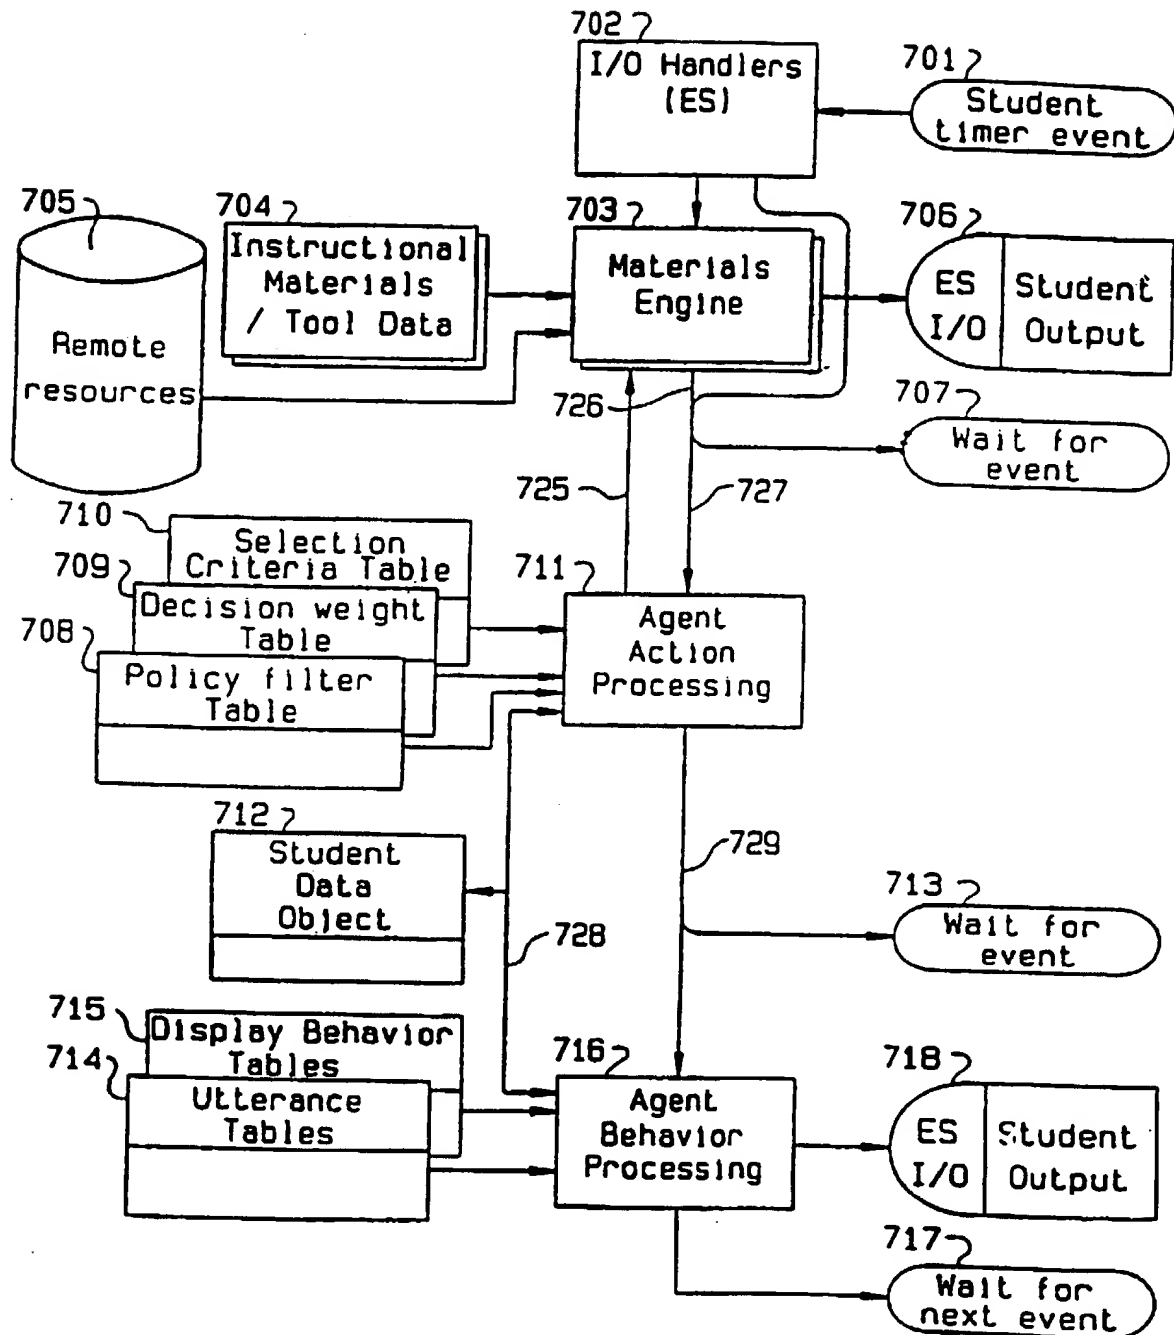 702
I/O Handlers
(ES)
701
Student
timer event
705
Remote
resources
704
Instructional
Materials
/ Tool Data
703
Materials
Engine
706
ES
I/O
Student
Output
726
707
Wait for
event
725
727
710
Selection
Criteria Table
709
Decision weight
Table
708
Policy filter
Table
711
Agent
Action
Processing
712
Student
Data
Object
728
729
713
Wait for
event
715
Display Behavior
Tables
714
Utterance
Tables
716
Agent
Behavior
Processing
718
ES
I/O
Student
Output
717
Wait for
next event